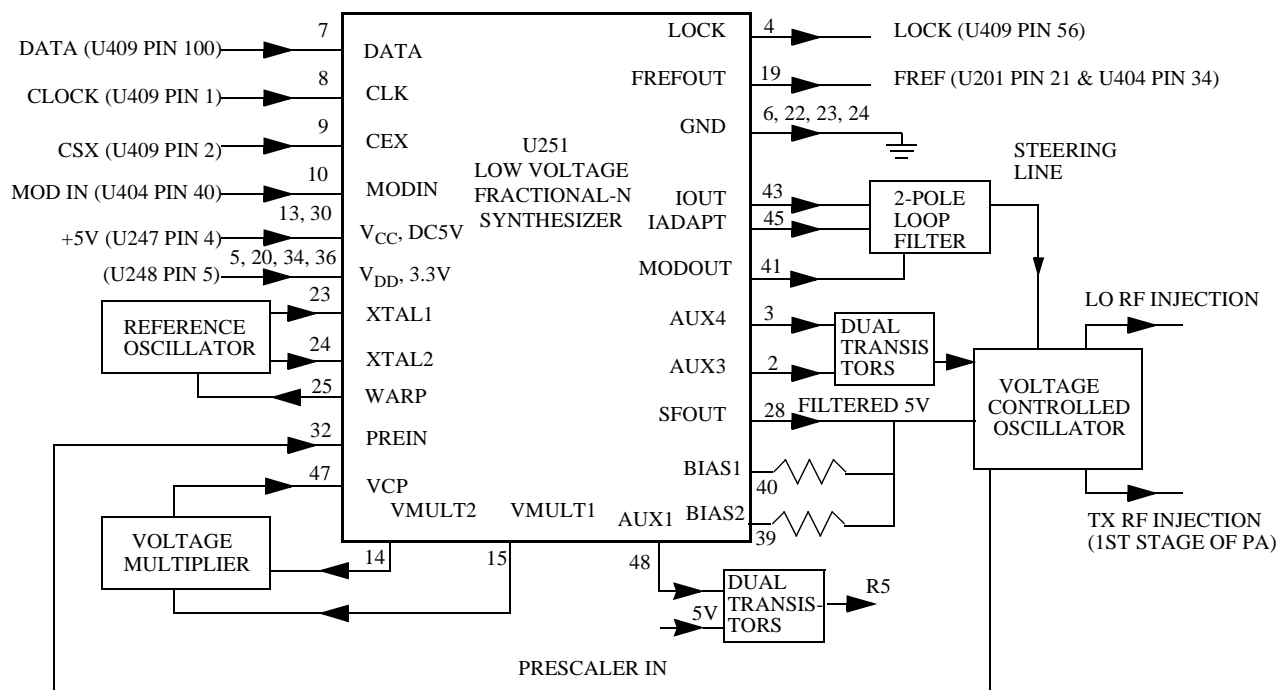 7
DATA (U409 PIN 100)
DATA
8
CLOCK (U409 PIN 1)
CLK
9
CSX (U409 PIN 2)
CEX
10
MOD IN (U404 PIN 40)
MODIN
13, 30
+5V (U247 PIN 4)
VCC, DC5V
5, 20, 34, 36
(U248 PIN 5)
VDD, 3.3V
23
XTAL1
REFERENCE
OSCILLATOR
24
XTAL2
25
WARP
32
PREIN
47
VCP
VOLTAGE
MULTIPLIER
VMULT2
14
VMULT1
15
AUX1
48
U251
LOW VOLTAGE
FRACTIONAL-N
SYNTHESIZER
LOCK
4
LOCK (U409 PIN 56)
FREFOUT
19
FREF (U201 PIN 21 & U404 PIN 34)
GND
6, 22, 23, 24
IOUT
43
IADAPT
45
2-POLE
LOOP
FILTER
STEERING
LINE
MODOUT
41
AUX4
3
AUX3
2
DUAL
TRANSIS
TORS
LO RF INJECTION
VOLTAGE
CONTROLLED
OSCILLATOR
SFOUT
28
FILTERED 5V
BIAS1
40
BIAS2
39
TX RF INJECTION
(1ST STAGE OF PA)
DUAL
TRANSIS-
TORS
5V
R5
PRESCALER IN